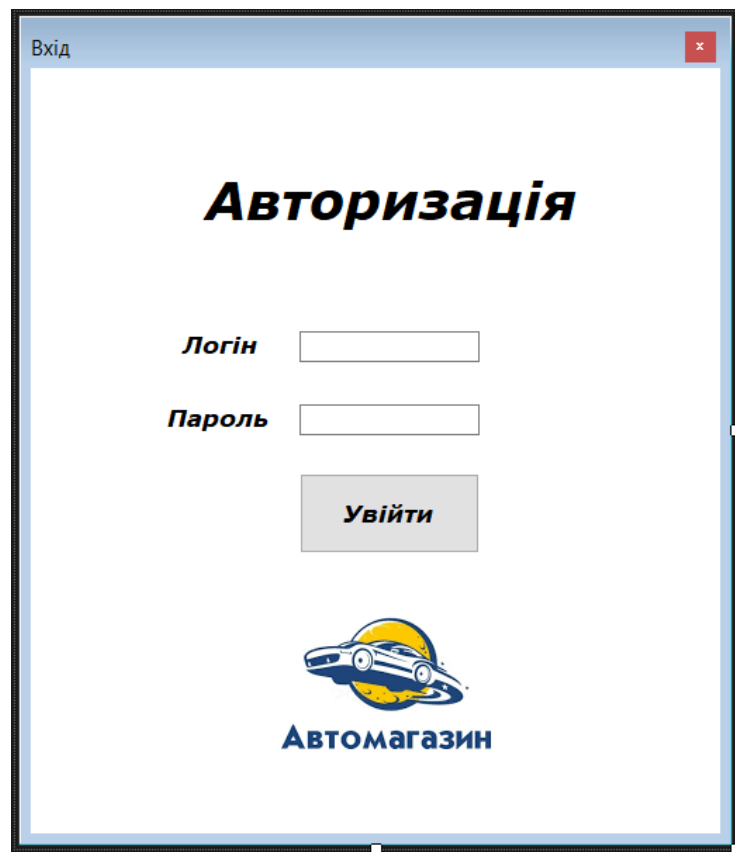 Вхід
x
Авторизація
Логін
Пароль
Увійти
Автомагазин